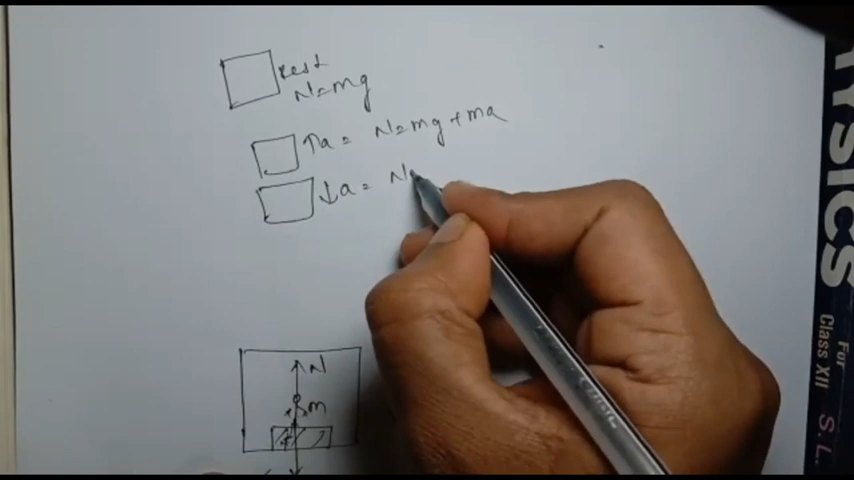 rest
N=mg
↑a = N=mg+ma
↓a = N
N
m
PHYSICS
For
Class XII
S. L.